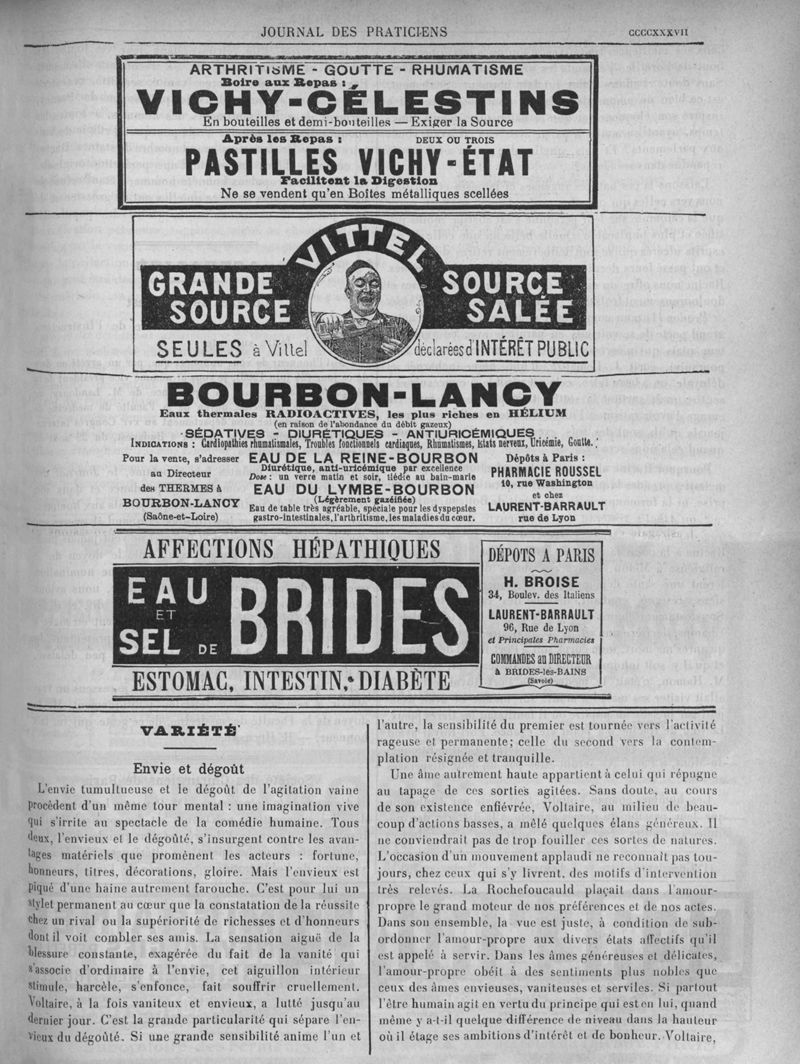 JOURNAL DES PRATICIENS
CCCCXXXVII
ARTHRITISME - GOUTTE - RHUMATISME
Boire aux Repas :
VICHY-CÉLESTINS
En bouteilles et demi-bouteilles — Exiger la Source
Après les Repas : DEUX OU TROIS
PASTILLES VICHY-ÉTAT
Facilitent la Digestion
Ne se vendent qu'en Boîtes métalliques scellées
VITTEL
GRANDE SOURCE
SOURCE SALÉE
SEULES à Vittel déclarées d'INTÉRÊT PUBLIC
BOURBON-LANCY
Eaux thermales RADIOACTIVES, les plus riches en HÉLIUM
(en raison de l'abondance du débit gazeux)
SÉDATIVES - DIURÉTIQUES - ANTIURICÉMIQUES
INDICATIONS : Cardiopathies rhumatismales, Troubles fonctionnels cardiaques, Rhumatismes, Etats nerveux, Uricémie, Goutte.
Pour la vente, s'adresser
au Directeur
des THERMES à
BOURBON-LANCY
(Saône-et-Loire)
EAU DE LA REINE-BOURBON
Diurétique, anti-uricémique par excellence
Dose : un verre matin et soir, tiédie au bain-marie
EAU DU LYMBE-BOURBON
(Légèrement gazéifiée)
Eau de table très agréable, spéciale pour les dyspepsies
gastro-intestinales, l'arthritisme, les maladies du cœur.
Dépôts à Paris :
PHARMACIE ROUSSEL
10, rue Washington
et chez
LAURENT-BARRAULT
rue de Lyon
AFFECTIONS HÉPATHIQUES
EAU
ET
SEL DE BRIDES
ESTOMAC, INTESTIN, DIABÈTE
DÉPOTS A PARIS
H. BROISE
34, Boulev. des Italiens
LAURENT-BARRAULT
96, Rue de Lyon
et Principales Pharmacies
COMMANDES au DIRECTEUR
à BRIDES-les-BAINS
(Savoie)
VARIÉTÉ
Envie et dégoût
L'envie tumultueuse et le dégoût de l'agitation vaine
procèdent d'un même tour mental : une imagination vive
qui s'irrite au spectacle de la comédie humaine. Tous
deux, l'envieux et le dégoûté, s'insurgent contre les avan-
tages matériels que promènent les acteurs : fortune,
honneurs, titres, décorations, gloire. Mais l'envieux est
piqué d'une haine autrement farouche. C'est pour lui un
stylet permanent au cœur que la constatation de la réussite
chez un rival ou la supériorité de richesses et d'honneurs
dont il voit combler ses amis. La sensation aiguë de la
blessure constante, exagérée du fait de la vanité qui
s'associe d'ordinaire à l'envie, cet aiguillon intérieur
stimule, harcèle, s'enfonce, fait souffrir cruellement.
Voltaire, à la fois vaniteux et envieux, a lutté jusqu'au
dernier jour. C'est la grande particularité qui sépare l'en-
vieux du dégoûté. Si une grande sensibilité anime l'un et
l'autre, la sensibilité du premier est tournée vers l'activité
rageuse et permanente; celle du second vers la contem-
plation résignée et tranquille.
Une âme autrement haute appartient à celui qui répugne
au tapage de ces sorties agitées. Sans doute, au cours
de son existence enfiévrée, Voltaire, au milieu de beau-
coup d'actions basses, a mêlé quelques élans généreux. Il
ne conviendrait pas de trop fouiller ces sortes de natures.
L'occasion d'un mouvement applaudi ne reconnaît pas tou-
jours, chez ceux qui s'y livrent, des motifs d'intervention
très relevés. La Rochefoucauld plaçait dans l'amour-
propre le grand moteur de nos préférences et de nos actes.
Dans son ensemble, la vue est juste, à condition de sub-
ordonner l'amour-propre aux divers états affectifs qu'il
est appelé à servir. Dans les âmes généreuses et délicates,
l'amour-propre obéit à des sentiments plus nobles que
ceux des âmes envieuses, vaniteuses et serviles. Si partout
l'être humain agit en vertu du principe qui est en lui, quand
même y a-t-il quelque différence de niveau dans la hauteur
où il étage ses ambitions d'intérêt et de bonheur. Voltaire,